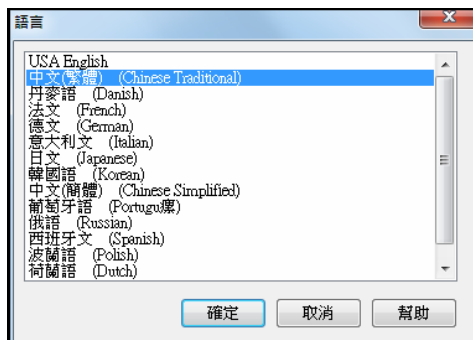 語言
USA English
中文(繁體) (Chinese Traditional)
丹麥語 (Danish)
法文 (French)
德文 (German)
意大利文 (Italian)
日文 (Japanese)
韓國語 (Korean)
中文(簡體) (Chinese Simplified)
葡萄牙語 (Portugu瘰)
俄語 (Russian)
西班牙文 (Spanish)
波蘭語 (Polish)
荷蘭語 (Dutch)
確定 取消 幫助